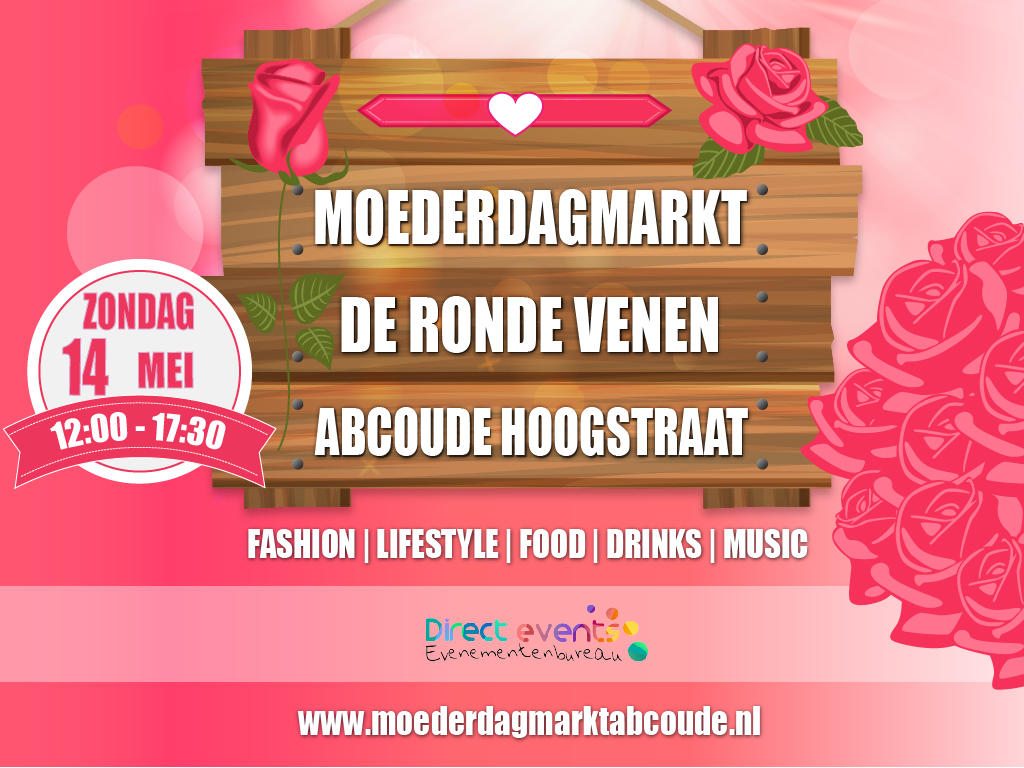 MOEDERDAGMARKT
DE RONDE VENEN
ABCOUDE HOOGSTRAAT
ZONDAG
14 MEI
12:00 - 17:30
FASHION | LIFESTYLE | FOOD | DRINKS | MUSIC
Direct events
Evenementenbureau
www.moederdagmarktabcoude.nl